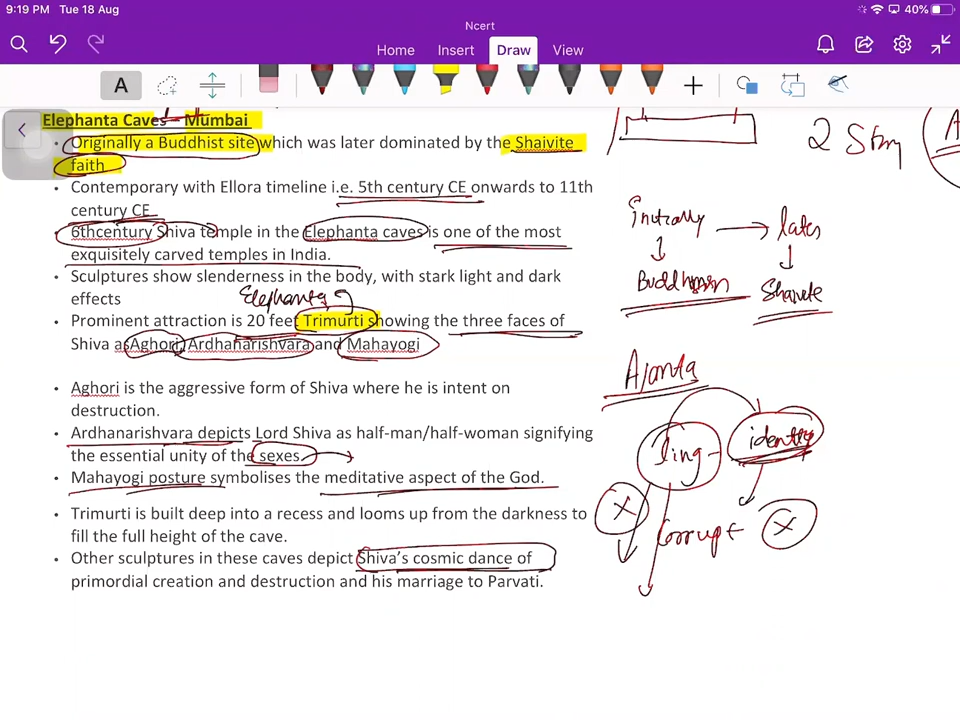 9:19 PM Tue 18 Aug
40%
Ncert
Home Insert Draw View
A
Elephanta Caves – Mumbai
• Originally a Buddhist site which was later dominated by the Shaivite
faith
• Contemporary with Ellora timeline i.e. 5th century CE onwards to 11th
century CE
• 6thcentury Shiva temple in the Elephanta caves is one of the most
exquisitely carved temples in India.
• Sculptures show slenderness in the body, with stark light and dark
effects
Elephanta
• Prominent attraction is 20 feet Trimurti showing the three faces of
Shiva as Aghori, Ardhanarishvara and Mahayogi
• Aghori is the aggressive form of Shiva where he is intent on
destruction.
• Ardhanarishvara depicts Lord Shiva as half-man/half-woman signifying
the essential unity of the sexes
• Mahayogi posture symbolises the meditative aspect of the God.
• Trimurti is built deep into a recess and looms up from the darkness to
fill the full height of the cave.
• Other sculptures in these caves depict Shiva's cosmic dance of
primordial creation and destruction and his marriage to Parvati.
2 Story
A
Initially later
Buddhism Shaivite
Ajanta
ling identity
X Corrupt X